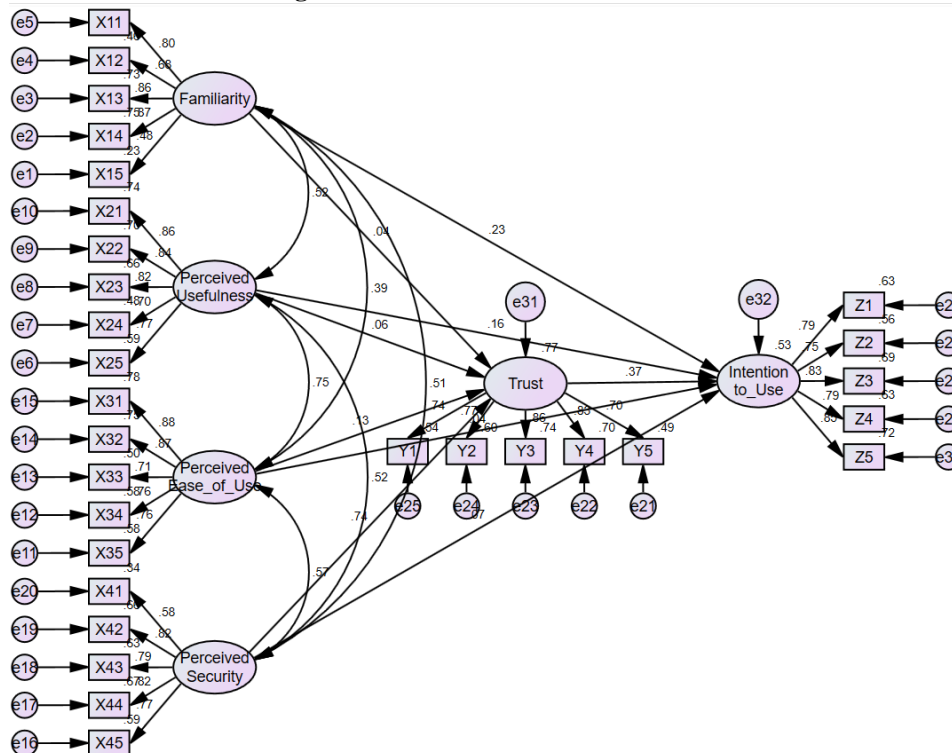 e5 X11 .80
.46
e4 X12 .68
.73
e3 X13 .86 Familiarity
.75 .87
e2 X14 .48
.23
e1 X15
.74
e10 X21 .86
.70
e9 X22 .84
.66
e8 X23 .82 Perceived
Usefulness
.48 .70
e7 X24 .77
.59
e6 X25
.78
e15 X31 .88
e14 X32 .87
.50
e13 X33 .71 Perceived
Ease_of_Use
.58 .76
e12 X34 .76
.58
e11 X35
.34
e20 X41 .58
e19 X42 .82
.63
e18 X43 .79 Perceived
Security
.67 .82
e17 X44 .77
.59
e16 X45
.52
.04
.39
.75
.51
.52
.57
.23
.16
.06
.13
.74
.37
e31
.77
Trust
.74 .77 .86 .83 .70
.60 .74 .70 .49
Y1 Y2 Y3 Y4 Y5
e25 e24 e23 e22 e21
.07
e32
.53
Intention
to_Use
.79 Z1 .63
.75 Z2 .56
.83 Z3 .69
.79 Z4 .63
Z5 .72